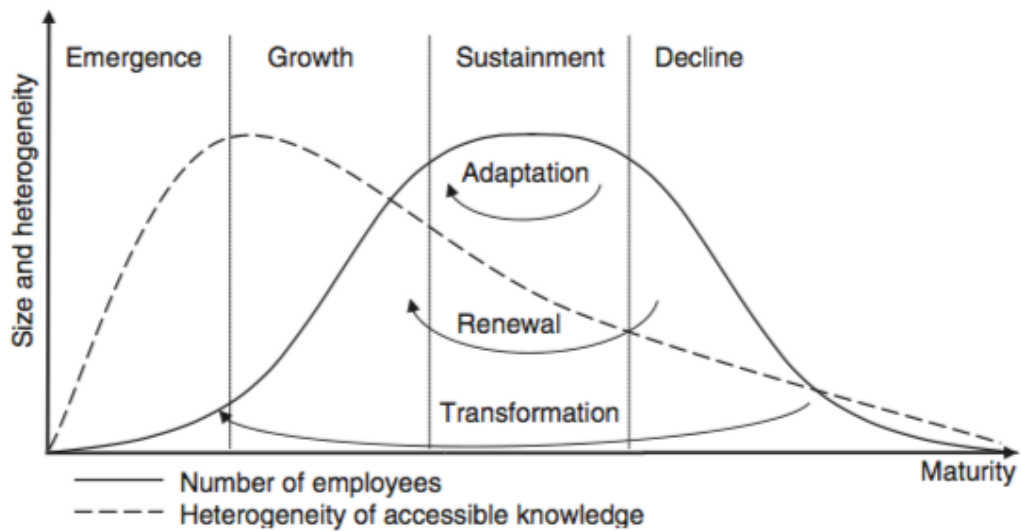 Emergence
Growth
Sustainment
Decline
Size and heterogeneity
Adaptation
Renewal
Transformation
Maturity
Number of employees
Heterogeneity of accessible knowledge